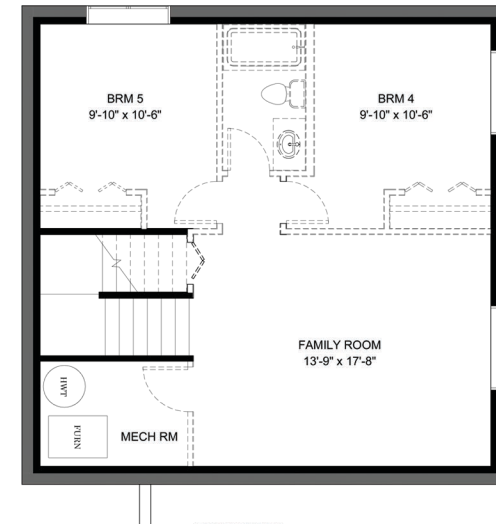 BRM 5
9'-10" x 10'-6"
BRM 4
9'-10" x 10'-6"
FAMILY ROOM
13'-9" x 17'-8"
HWT
FURN
MECH RM